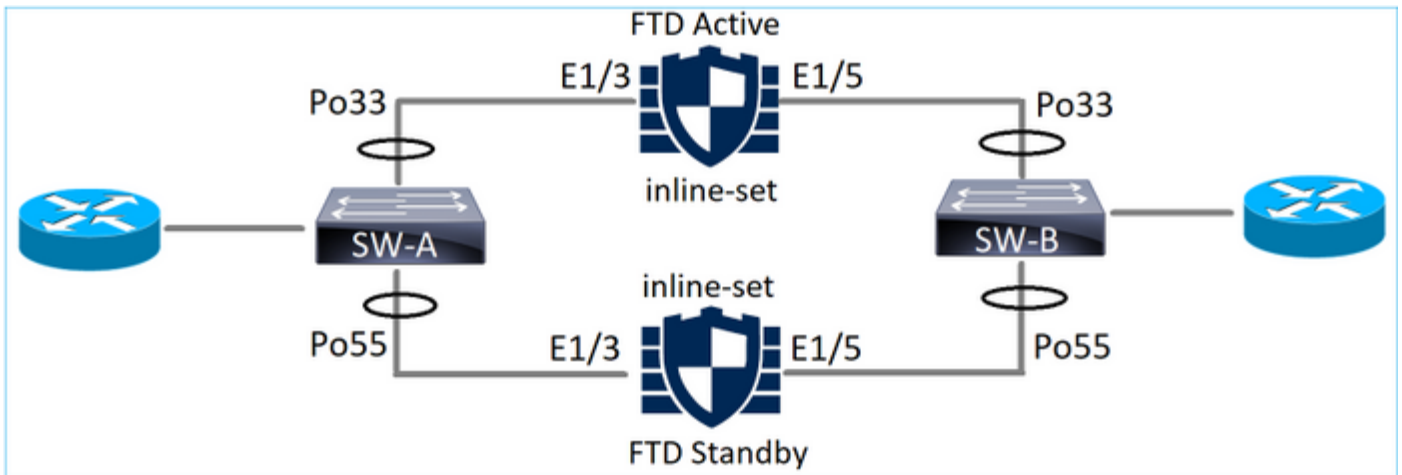 FTD Active
E1/3
E1/5
Po33
Po33
inline-set
SW-A
SW-B
inline-set
Po55
E1/3
E1/5
Po55
FTD Standby